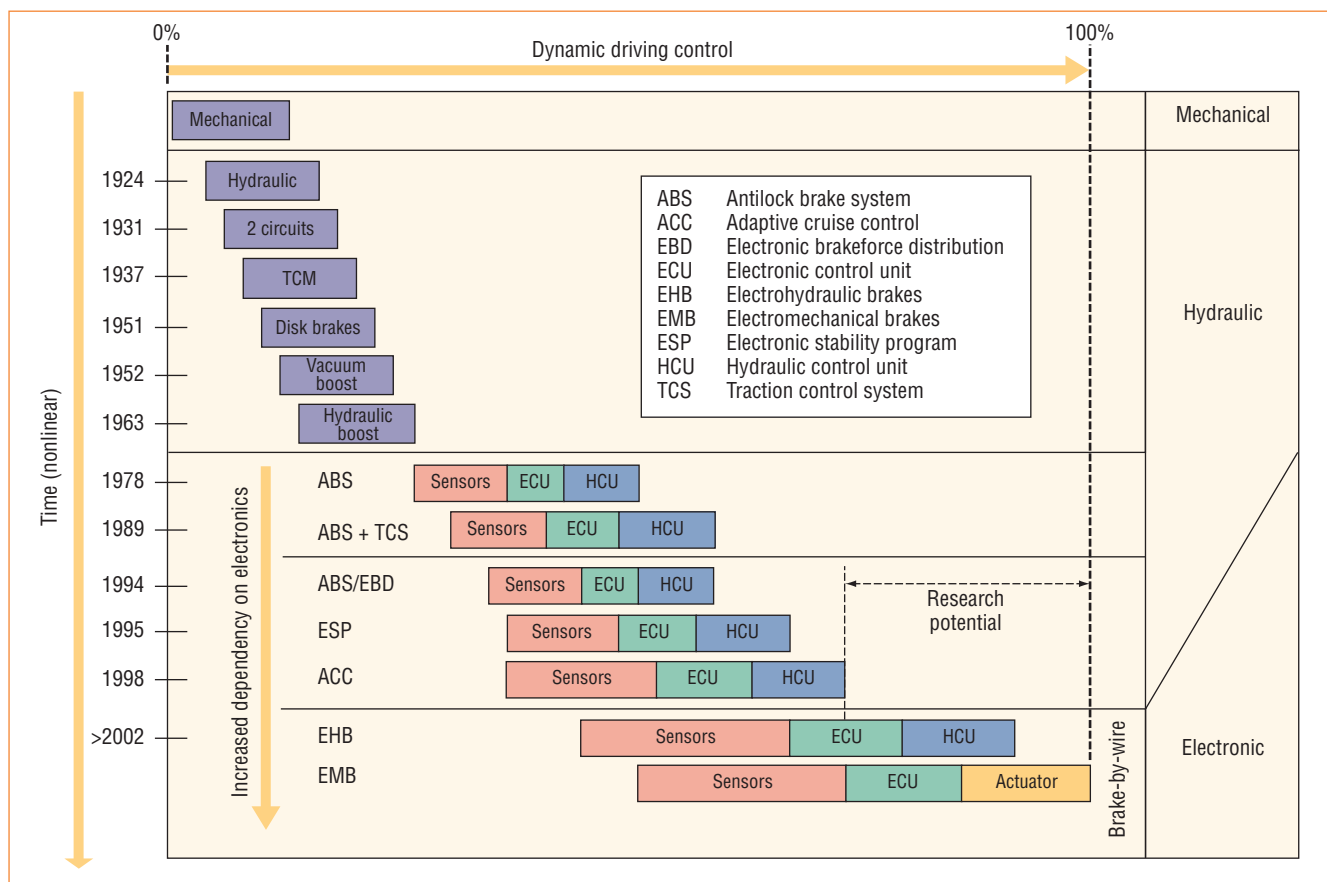 0%
100%
Dynamic driving control
Mechanical
Mechanical
1924
Hydraulic
1931
2 circuits
1937
TCM
1951
Disk brakes
1952
Vacuum
boost
1963
Hydraulic
boost
ABS Antilock brake system
ACC Adaptive cruise control
EBD Electronic brakeforce distribution
ECU Electronic control unit
EHB Electrohydraulic brakes
EMB Electromechanical brakes
ESP Electronic stability program
HCU Hydraulic control unit
TCS Traction control system
Hydraulic
Time (nonlinear)
Increased dependency on electronics
1978
ABS
Sensors
ECU
HCU
1989
ABS + TCS
Sensors
ECU
HCU
1994
ABS/EBD
Sensors
ECU
HCU
Research
potential
1995
ESP
Sensors
ECU
HCU
1998
ACC
Sensors
ECU
HCU
>2002
EHB
Sensors
ECU
HCU
EMB
Sensors
ECU
Actuator
Brake-by-wire
Electronic